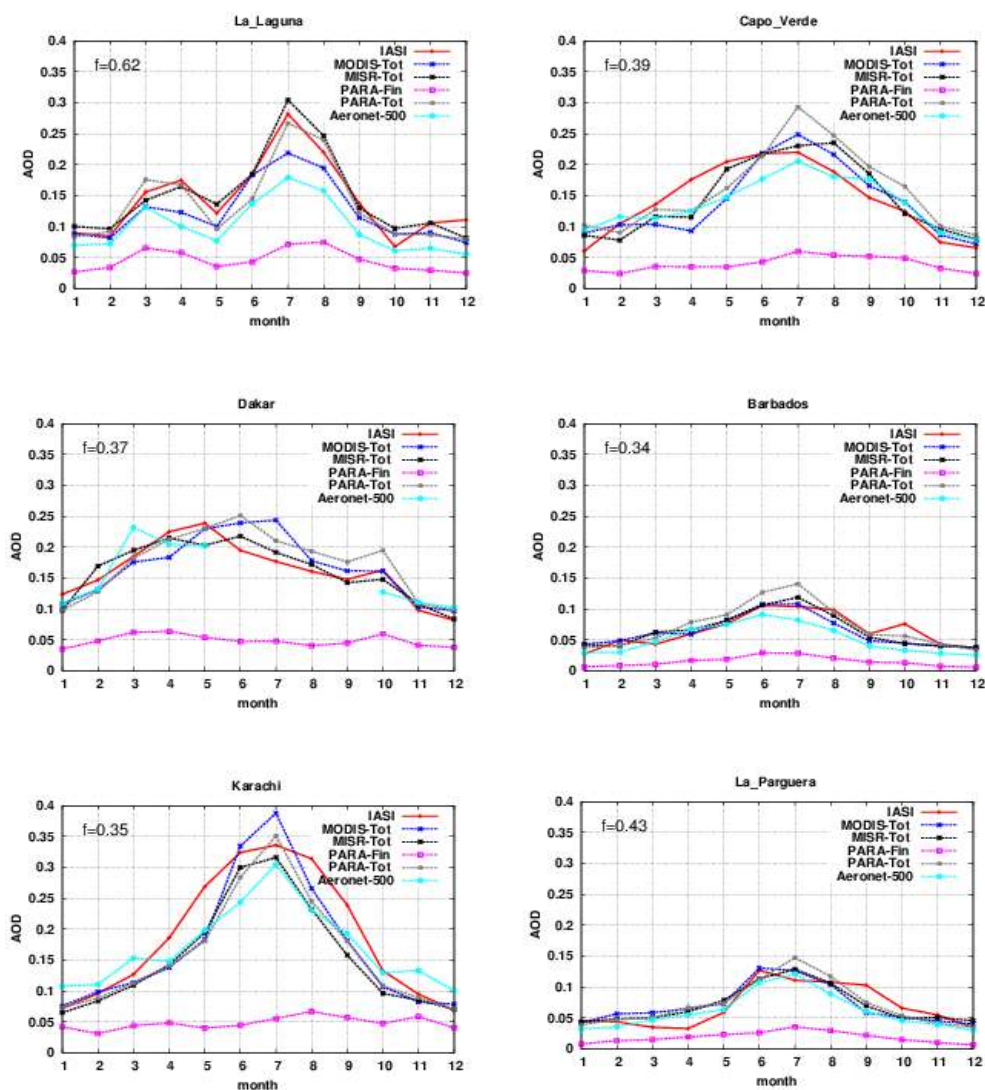 La_Laguna
f=0.62
IASI
MODIS-Tot
MISR-Tot
PARA-Fin
PARA-Tot
Aeronet-500
AOD
0.4
0.35
0.3
0.25
0.2
0.15
0.1
0.05
0
1 2 3 4 5 6 7 8 9 10 11 12
month
Capo_Verde
f=0.39
IASI
MODIS-Tot
MISR-Tot
PARA-Fin
PARA-Tot
Aeronet-500
AOD
0.4
0.35
0.3
0.25
0.2
0.15
0.1
0.05
0
1 2 3 4 5 6 7 8 9 10 11 12
month
Dakar
f=0.37
IASI
MODIS-Tot
MISR-Tot
PARA-Fin
PARA-Tot
Aeronet-500
AOD
0.4
0.35
0.3
0.25
0.2
0.15
0.1
0.05
0
1 2 3 4 5 6 7 8 9 10 11 12
month
Barbados
f=0.34
IASI
MODIS-Tot
MISR-Tot
PARA-Fin
PARA-Tot
Aeronet-500
AOD
0.4
0.35
0.3
0.25
0.2
0.15
0.1
0.05
0
1 2 3 4 5 6 7 8 9 10 11 12
month
Karachi
f=0.35
IASI
MODIS-Tot
MISR-Tot
PARA-Fin
PARA-Tot
Aeronet-500
AOD
0.4
0.35
0.3
0.25
0.2
0.15
0.1
0.05
0
1 2 3 4 5 6 7 8 9 10 11 12
month
La_Parguera
f=0.43
IASI
MODIS-Tot
MISR-Tot
PARA-Fin
PARA-Tot
Aeronet-500
AOD
0.4
0.35
0.3
0.25
0.2
0.15
0.1
0.05
0
1 2 3 4 5 6 7 8 9 10 11 12
month